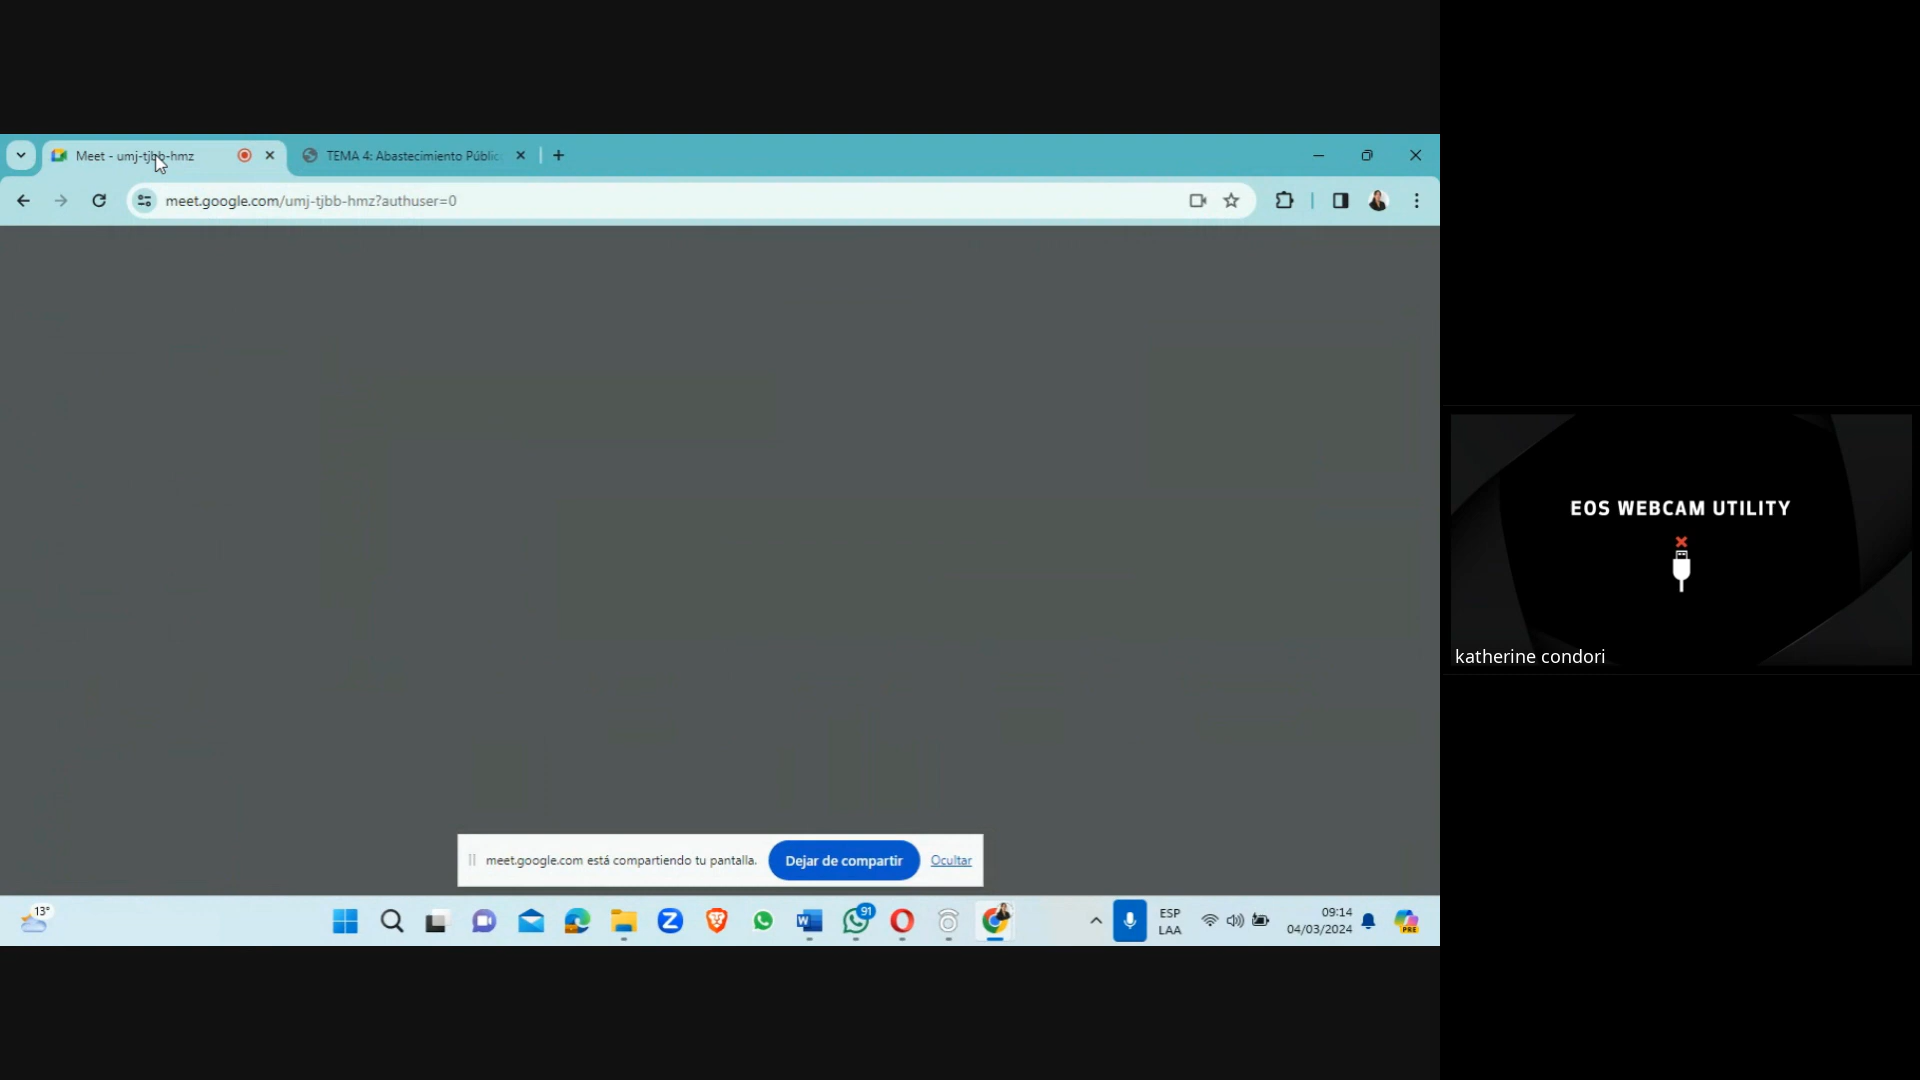 Meet - umj-tjbb-hmz
TEMA 4: Abastecimiento Públic
meet.google.com/umj-tjbb-hmz?authuser=0
EOS WEBCAM UTILITY
katherine condori
meet.google.com está compartiendo tu pantalla.
Dejar de compartir
Ocultar
13°
91
ESP
LAA
09:14
04/03/2024
PRE